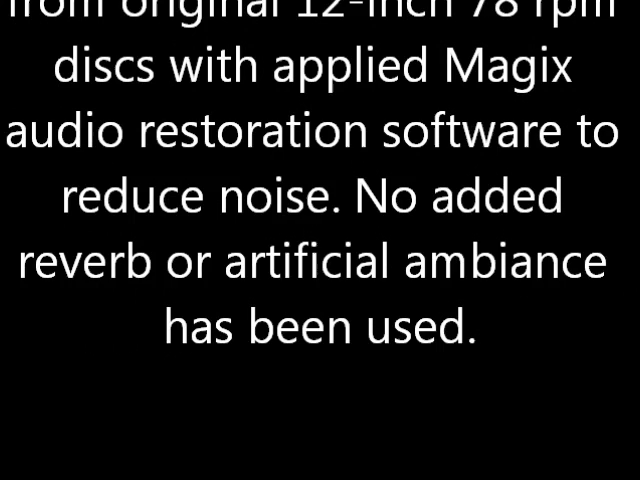 from original 12-inch 78 rpm
discs with applied Magix
audio restoration software to
reduce noise. No added
reverb or artificial ambiance
has been used.